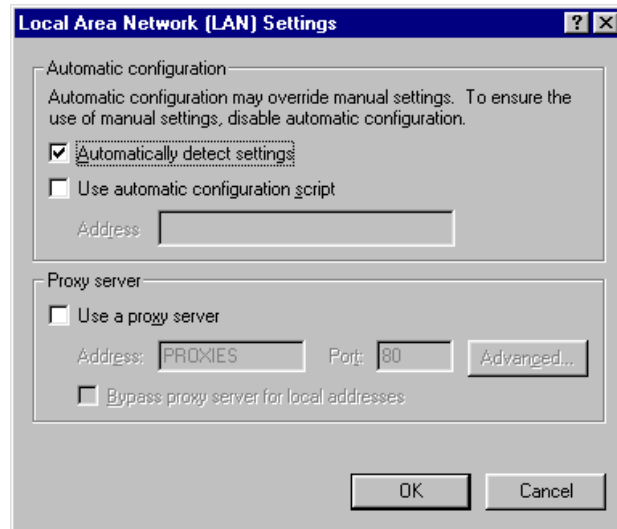 Local Area Network (LAN) Settings
Automatic configuration
Automatic configuration may override manual settings. To ensure the
use of manual settings, disable automatic configuration.
Automatically detect settings
Use automatic configuration script
Address
Proxy server
Use a proxy server
Address: PROXIES Port: 80 Advanced...
Bypass proxy server for local addresses
OK Cancel